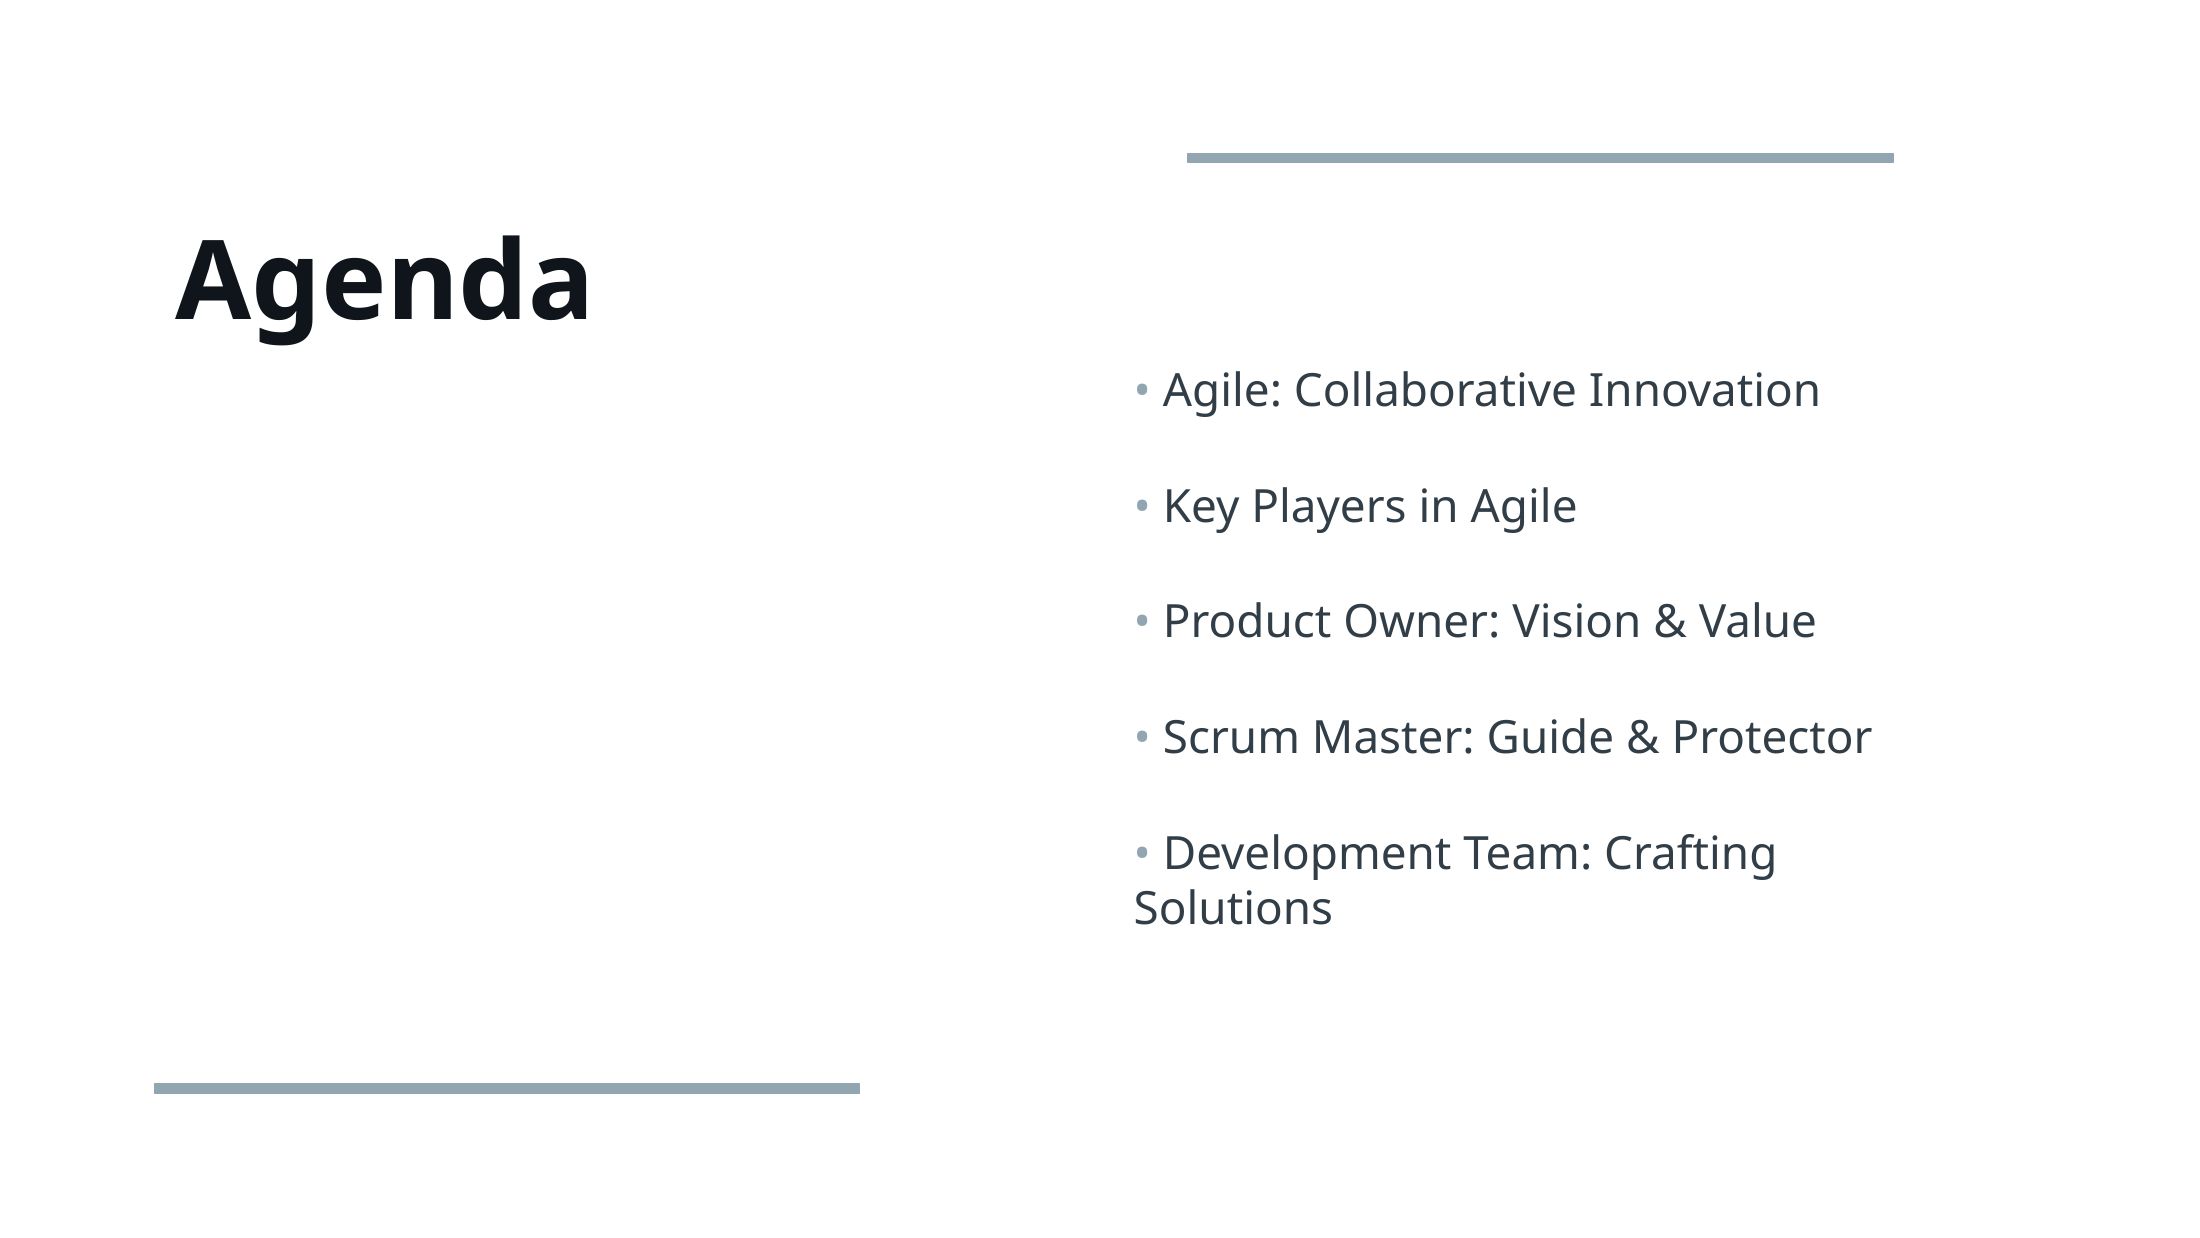 Agenda
• Agile: Collaborative Innovation
• Key Players in Agile
• Product Owner: Vision & Value
• Scrum Master: Guide & Protector
• Development Team: Crafting
Solutions